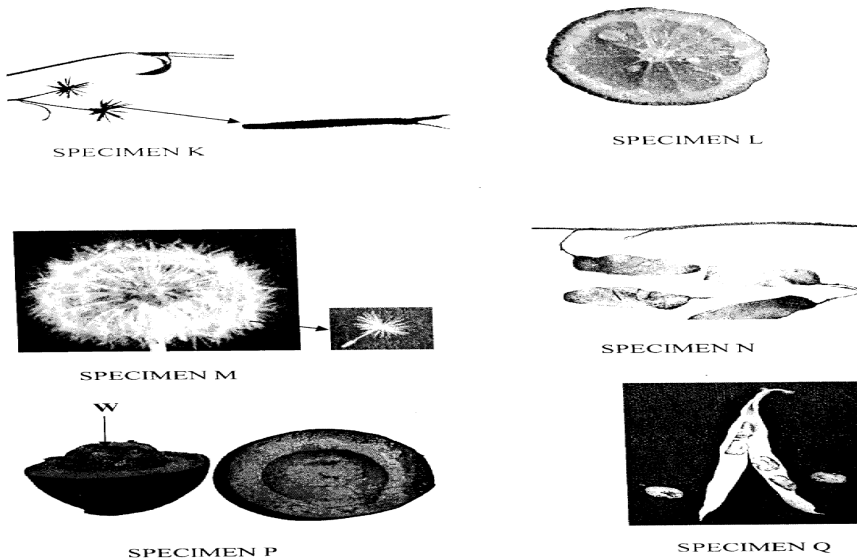 SPECIMEN K
SPECIMEN L
SPECIMEN M
SPECIMEN N
W
SPECIMEN P
SPECIMEN Q